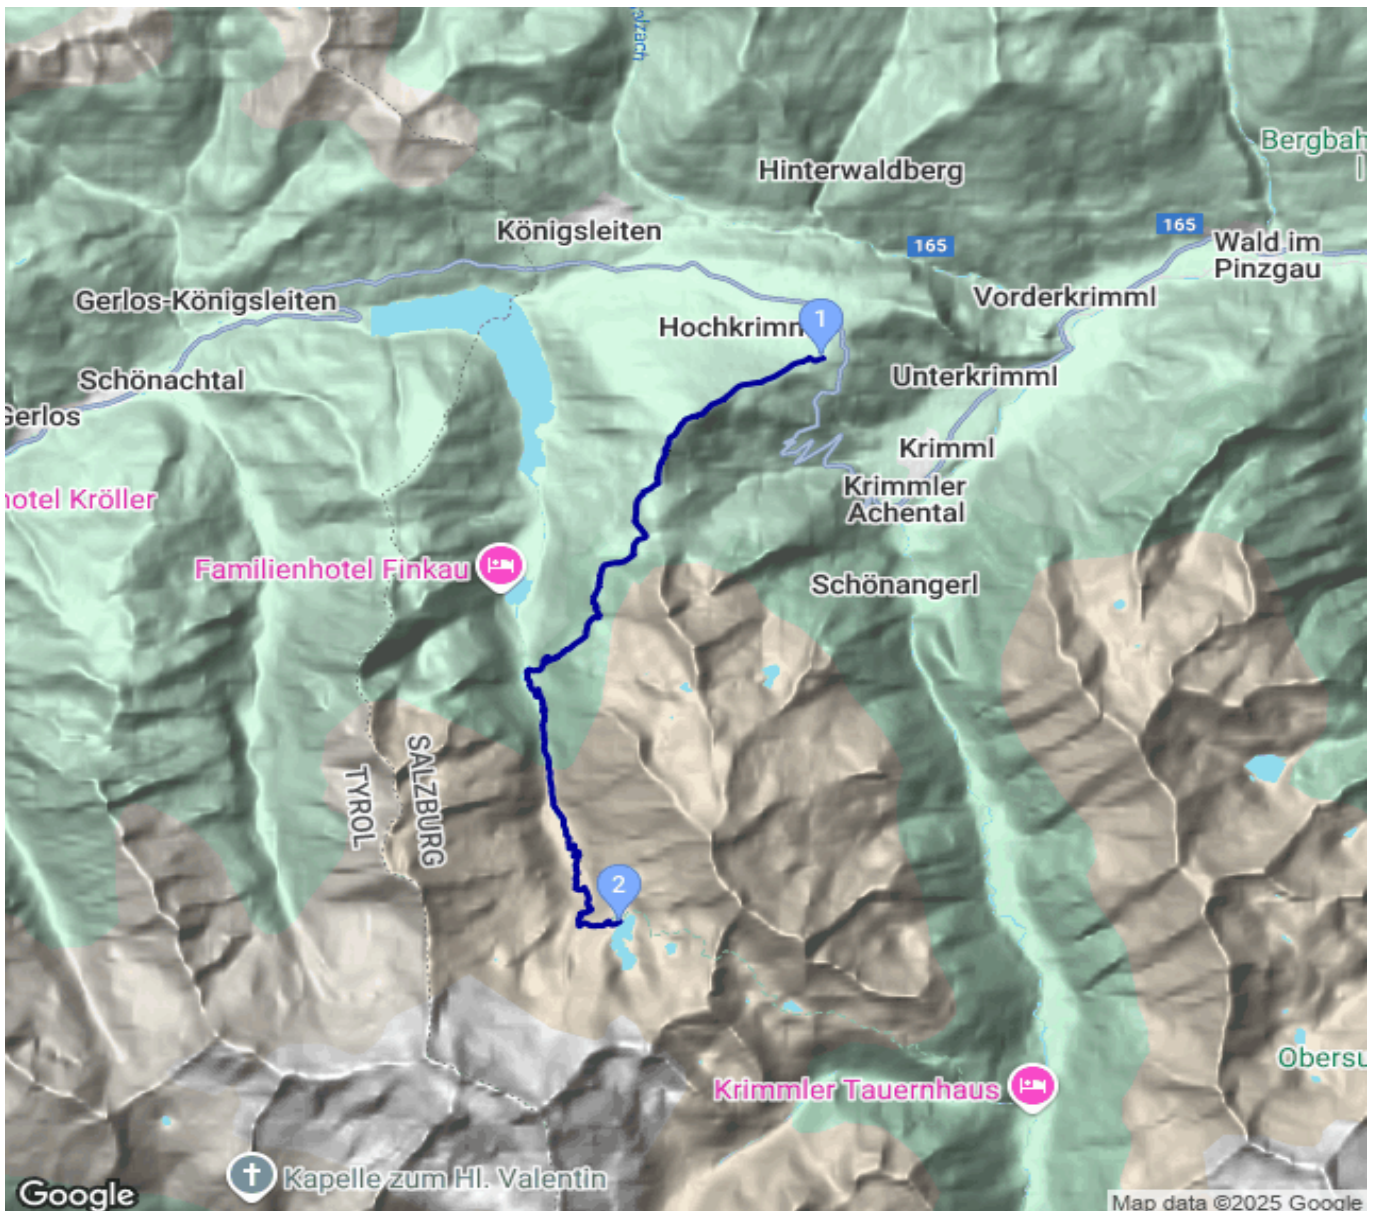 alzach
Bergbah
Hinterwaldberg
Königsleiten
165
165
Wald im
Pinzgau
Gerlos-Königsleiten
Vorderkrimml
1
Hochkrimm
Schönachtal
Unterkrimml
Gerlos
Krimml
hotel Kröller
Krimmler
Achental
Familienhotel Finkau
Schönangerl
SALZBURG
TYROL
2
Obersu
Krimmler Tauernhaus
Kapelle zum Hl. Valentin
Google
Map data ©2025 Google